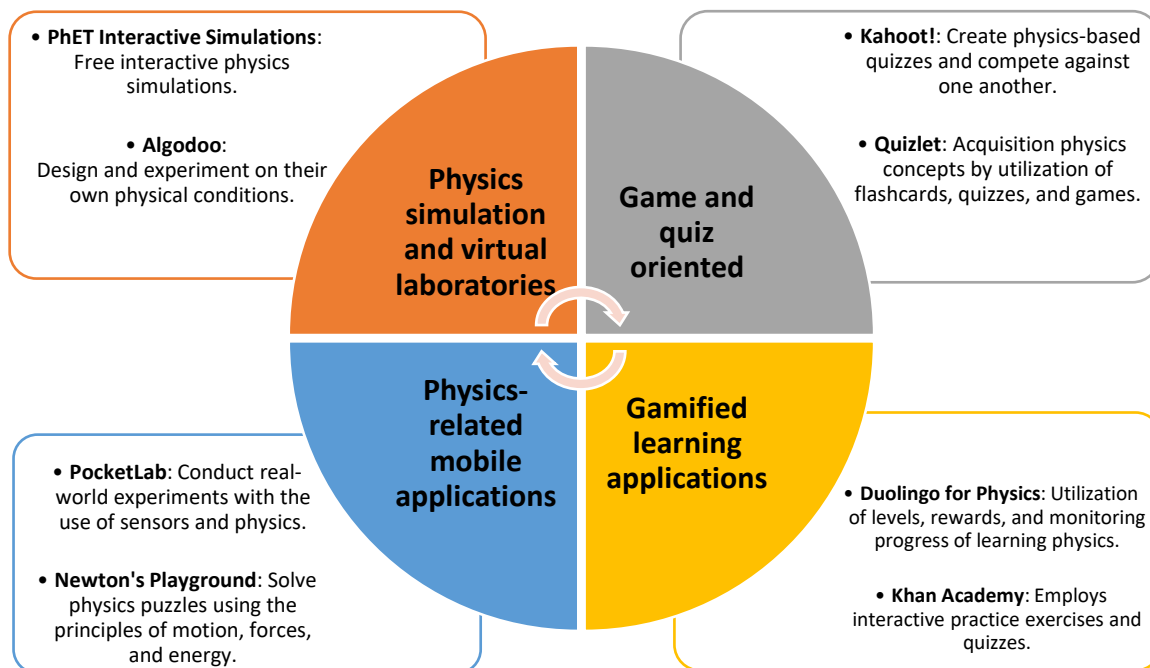 • PhET Interactive Simulations:
Free interactive physics
simulations.
• Algodoo:
Design and experiment on their
own physical conditions.
Physics
simulation
and virtual
laboratories
• Kahoot!: Create physics-based
quizzes and compete against
one another.
• Quizlet: Acquisition physics
concepts by utilization of
flashcards, quizzes, and games.
Game and
quiz
oriented
• PocketLab: Conduct real-
world experiments with the
use of sensors and physics.
• Newton's Playground: Solve
physics puzzles using the
principles of motion, forces,
and energy.
Physics-
related
mobile
applications
Gamified
learning
applications
• Duolingo for Physics: Utilization
of levels, rewards, and monitoring
progress of learning physics.
• Khan Academy: Employs
interactive practice exercises and
quizzes.